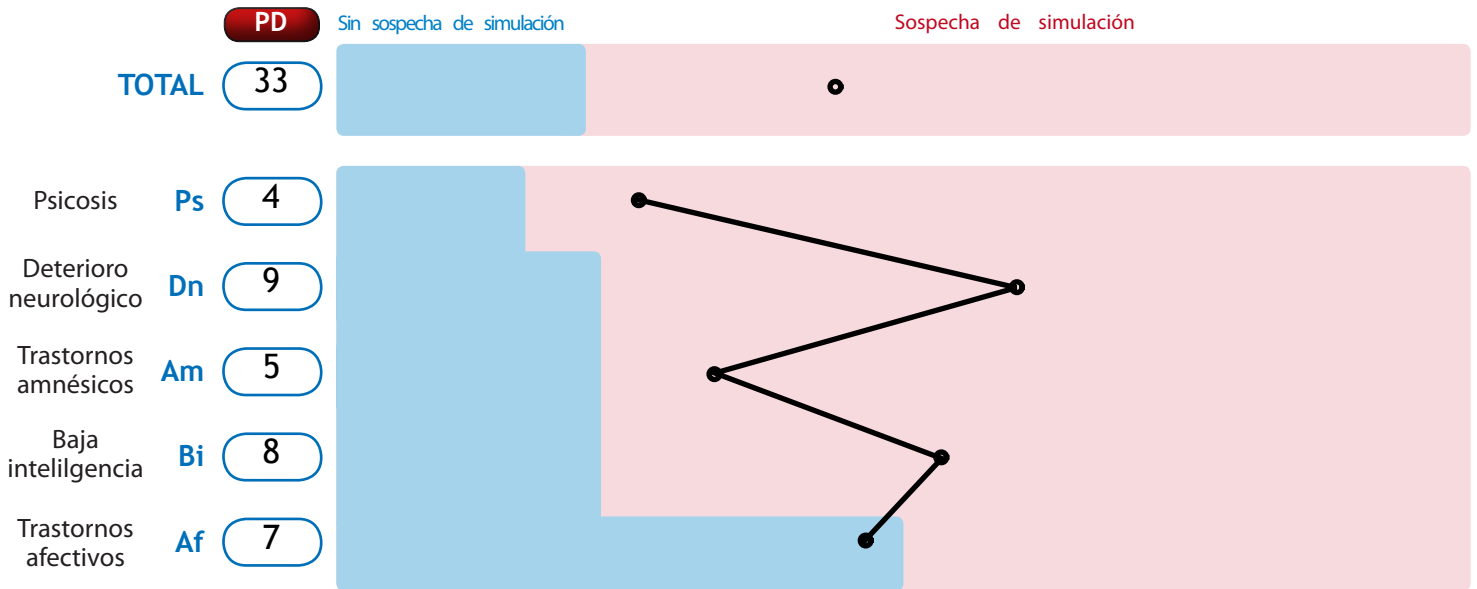 PD Sin sospecha de simulación Sospecha de simulación
TOTAL 33
Psicosis Ps 4
Deterioro
neurológico Dn 9
Trastornos
amnésicos Am 5
Baja
intelilgencia Bi 8
Trastornos
afectivos Af 7